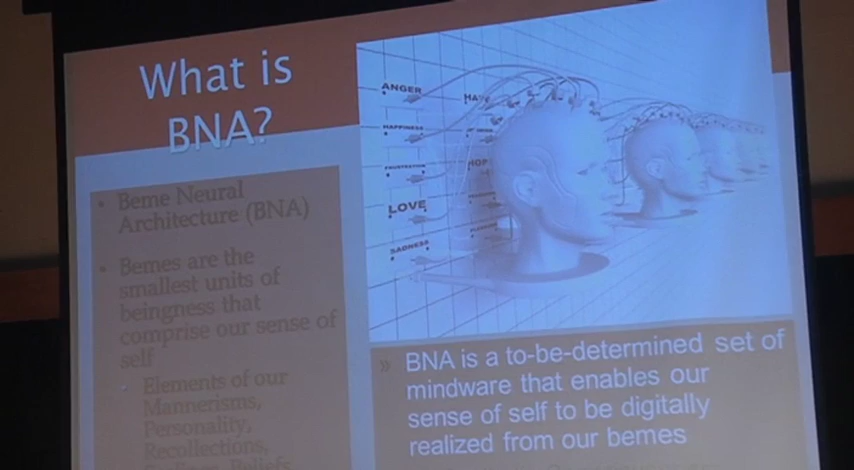 What is
BNA?
• Beme Neural
Architecture (BNA)
• Bemes are the
smallest units of
beingness that
comprise our sense of
self
Elements of our
Mannerisms,
Personality,
Recollections,
Beliefs
ANGER
HAPPINESS
FRUSTRATION
LOVE
SADNESS
» BNA is a to-be-determined set of
mindware that enables our
sense of self to be digitally
realized from our bemes